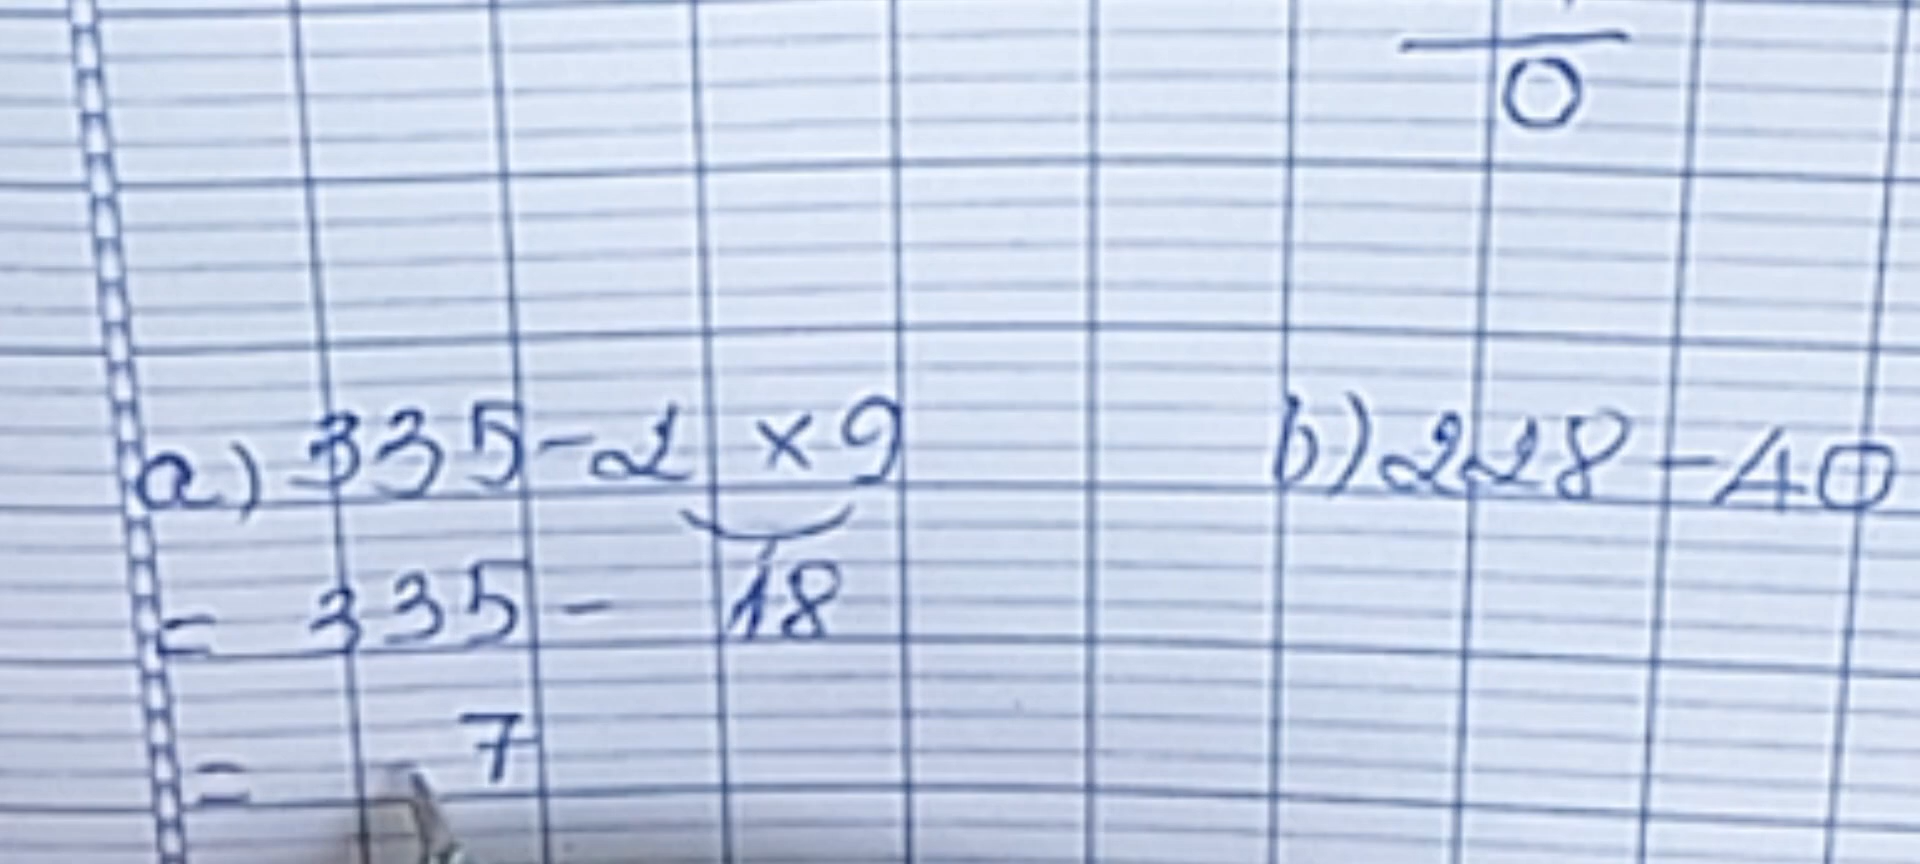 0
a) 335 - 2 × 9
= 335 - 18
= 7
b) 228 - 40